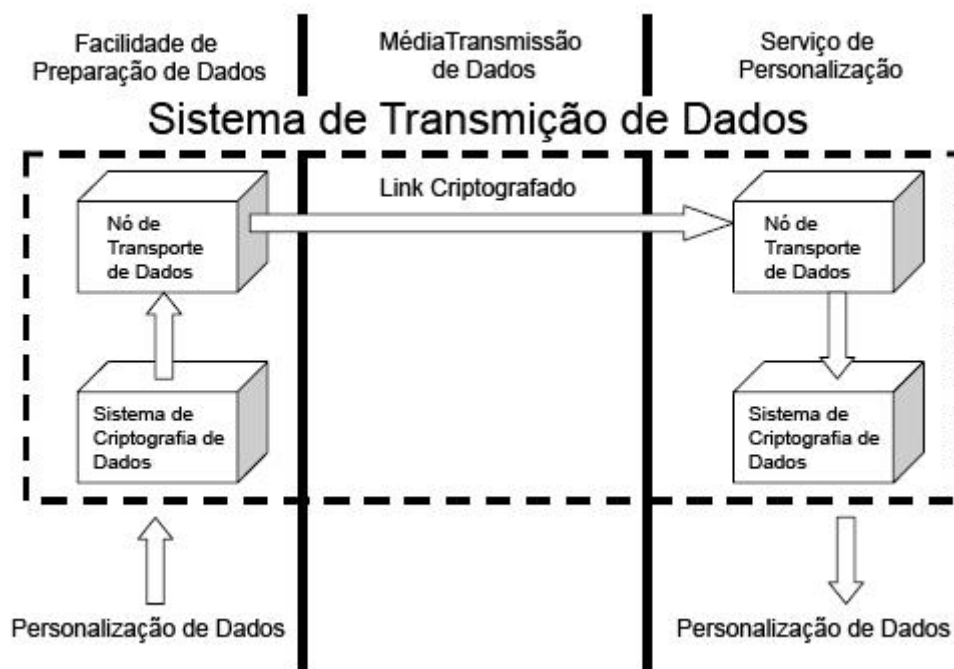 Facilidade de
Preparação de Dados
MédiaTransmissão
de Dados
Serviço de
Personalização
Sistema de Transmição de Dados
Link Criptografado
Nó de
Transporte
de Dados
Nó de
Transporte
de Dados
Sistema de
Criptografia de
Dados
Sistema de
Criptografia de
Dados
Personalização de Dados
Personalização de Dados